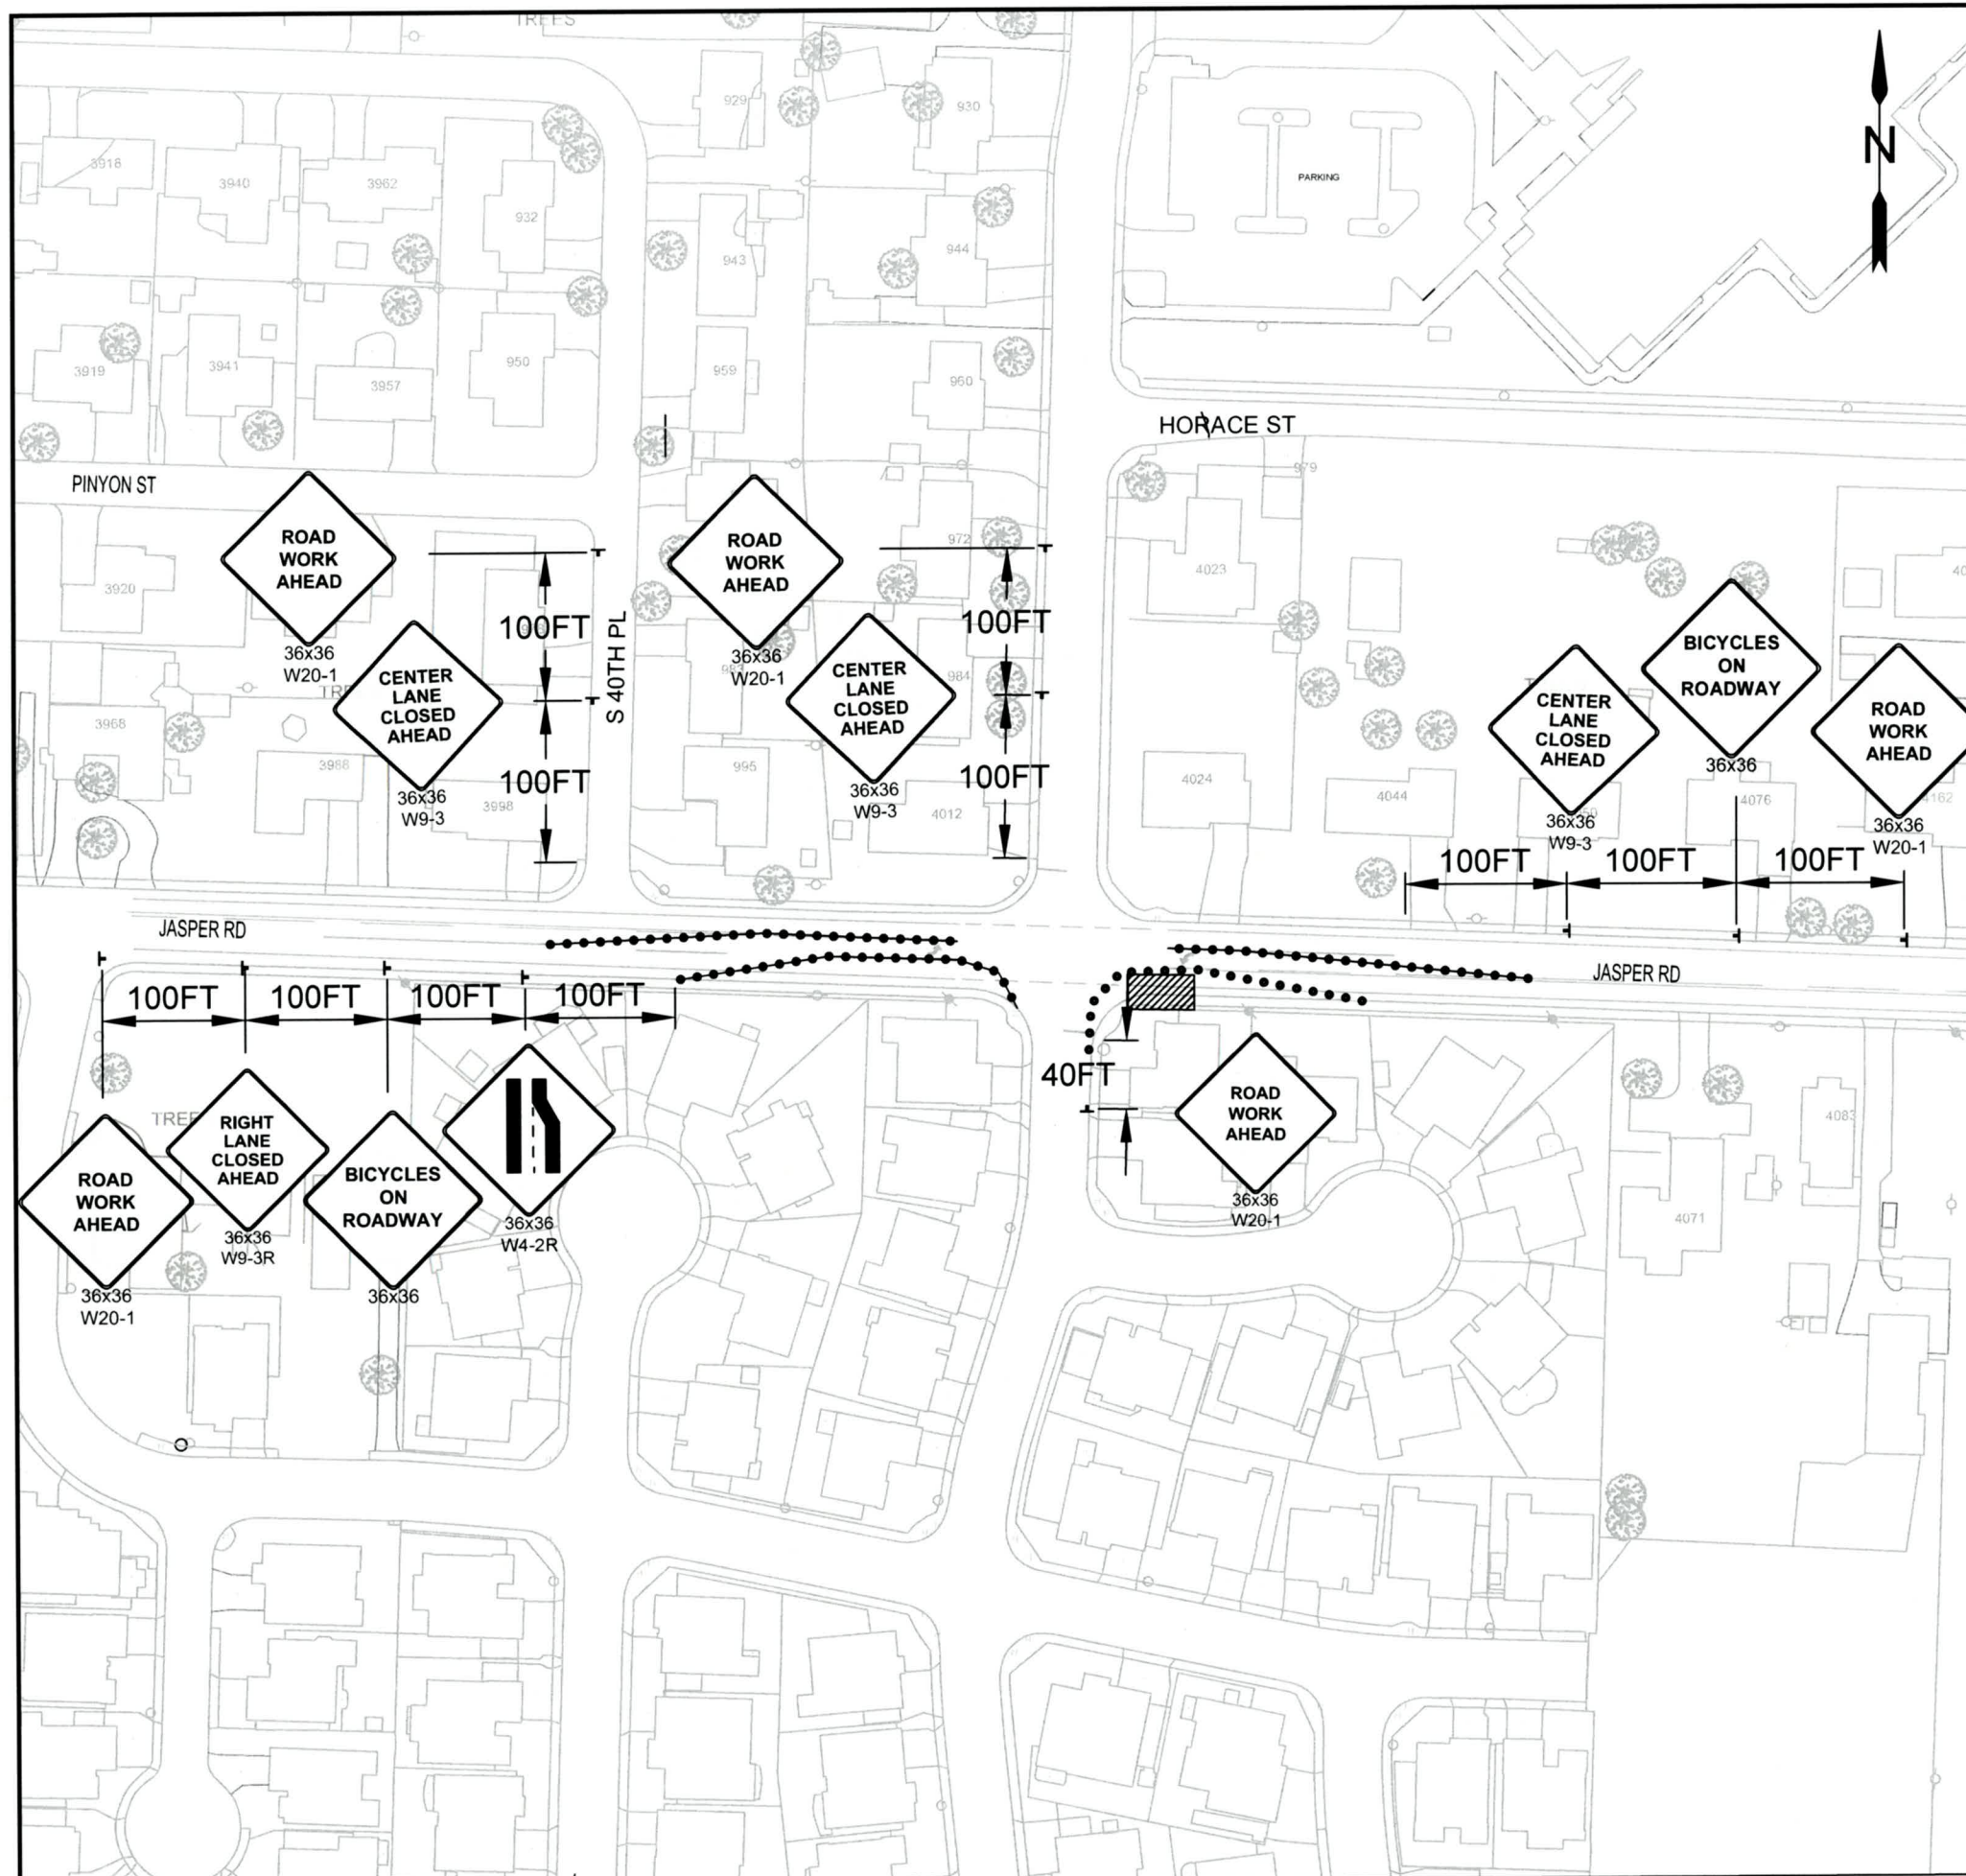 TREES
929
930
3918
3940
3962
932
PARKING
N
943
944
3919
3941
3957
950
959
960
HORACE ST
979
PINYON ST
ROAD
WORK
AHEAD
36x36
W20-1
ROAD
WORK
AHEAD
36x36
W20-1
972
3920
4023
100FT
100FT
S 40TH PL
CENTER
LANE
CLOSED
AHEAD
36x36
W9-3
983
CENTER
LANE
CLOSED
AHEAD
36x36
W9-3
984
CENTER
LANE
CLOSED
AHEAD
36x36
W9-3
BICYCLES
ON
ROADWAY
36x36
ROAD
WORK
AHEAD
36x36
W20-1
3968
3988
3998
100FT
995
4012
100FT
4024
4044
4076
4162
100FT
100FT
100FT
JASPER RD
JASPER RD
100FT
100FT
100FT
100FT
40FT
ROAD
WORK
AHEAD
36x36
W20-1
ROAD
WORK
AHEAD
36x36
W20-1
RIGHT
LANE
CLOSED
AHEAD
36x36
W9-3R
BICYCLES
ON
ROADWAY
36x36
36x36
W4-2R
4083
4071